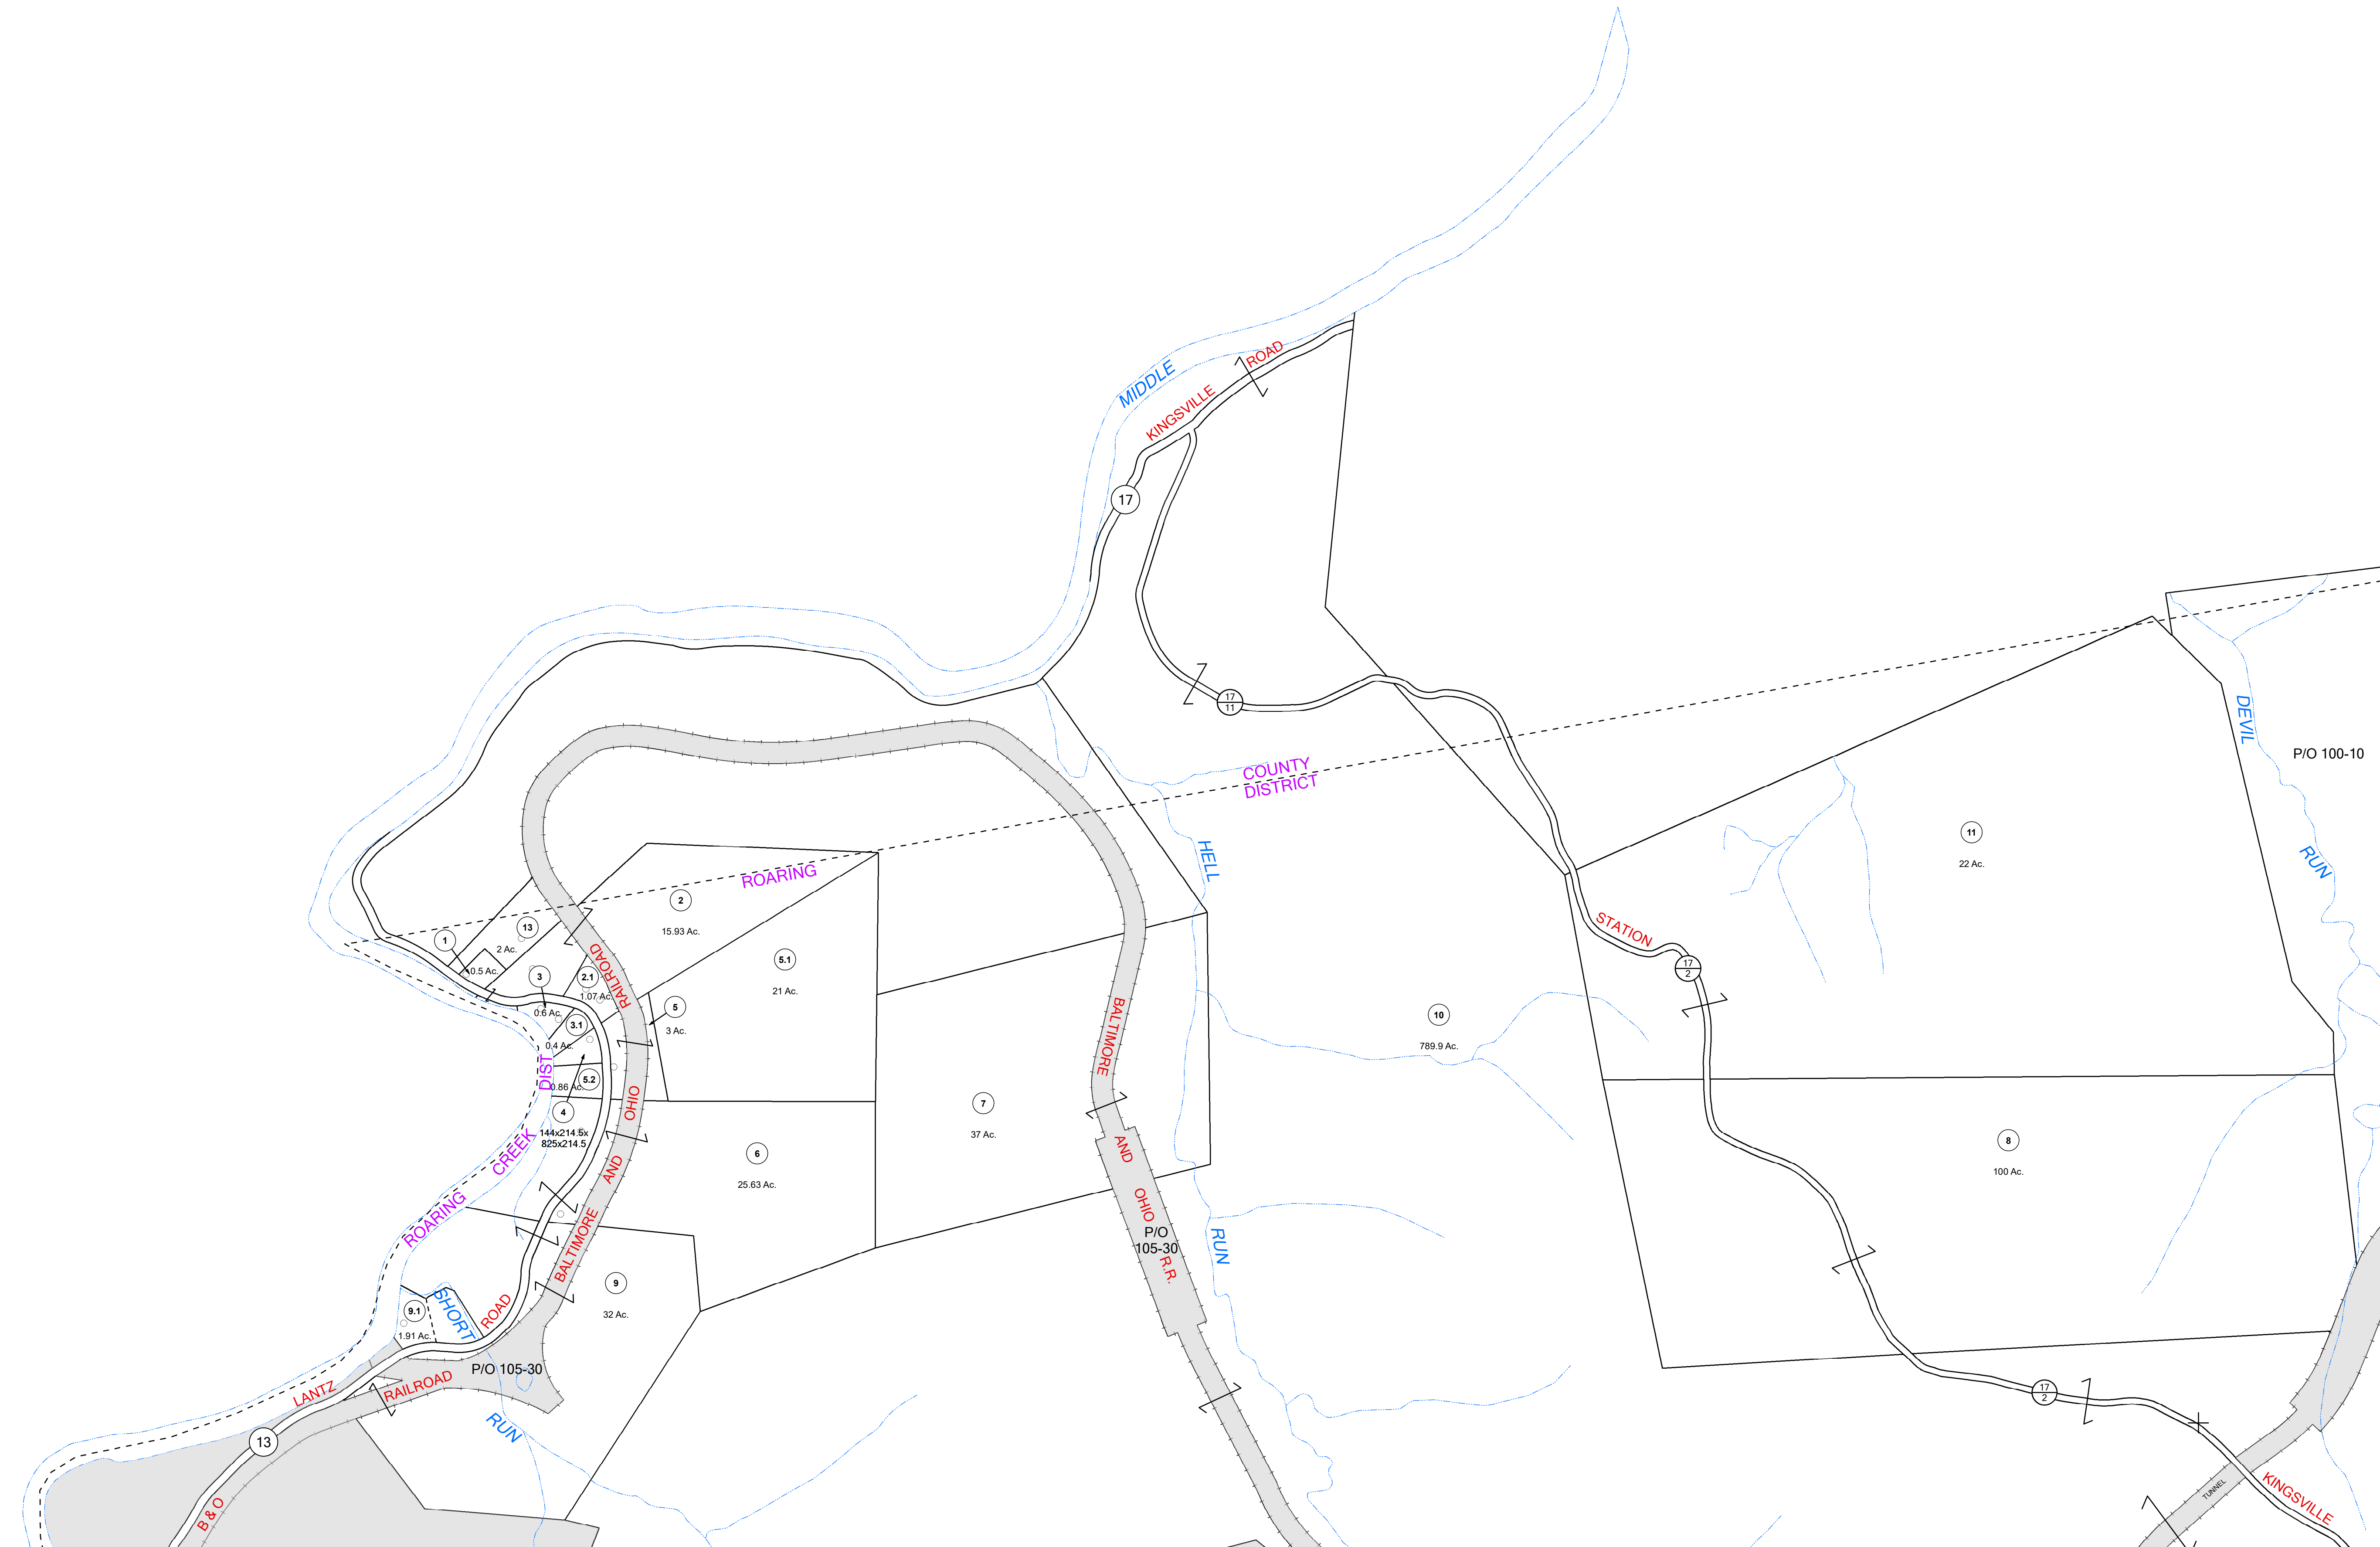 MIDDLE
KINGSVILLE
ROAD
17
17
11
COUNTY
DISTRICT
ROARING
HELL
RUN
DEVIL
RUN
P/O 100-10
11
22 Ac.
STATION
17
2
10
789.9 Ac.
8
100 Ac.
17
2
KINGSVILLE
TUNNEL
2
15.93 Ac.
13
2 Ac.
1
0.5 Ac.
3
0.6 Ac.
2.1
1.07 Ac.
3.1
0.4 Ac.
5.1
21 Ac.
5
3 Ac.
5.2
0.86 Ac.
4
144x214.5x
825x214.5
RAILROAD
OIHO
AND
BALTIMORE
DIST
CREEK
ROARING
6
25.63 Ac.
7
37 Ac.
BALTIMORE
AND
OHIO
R.R.
P/O
105-30
9
32 Ac.
9.1
1.91 Ac.
SHORT
RUN
ROAD
LANTZ
RAILROAD
P/O 105-30
13
B & O